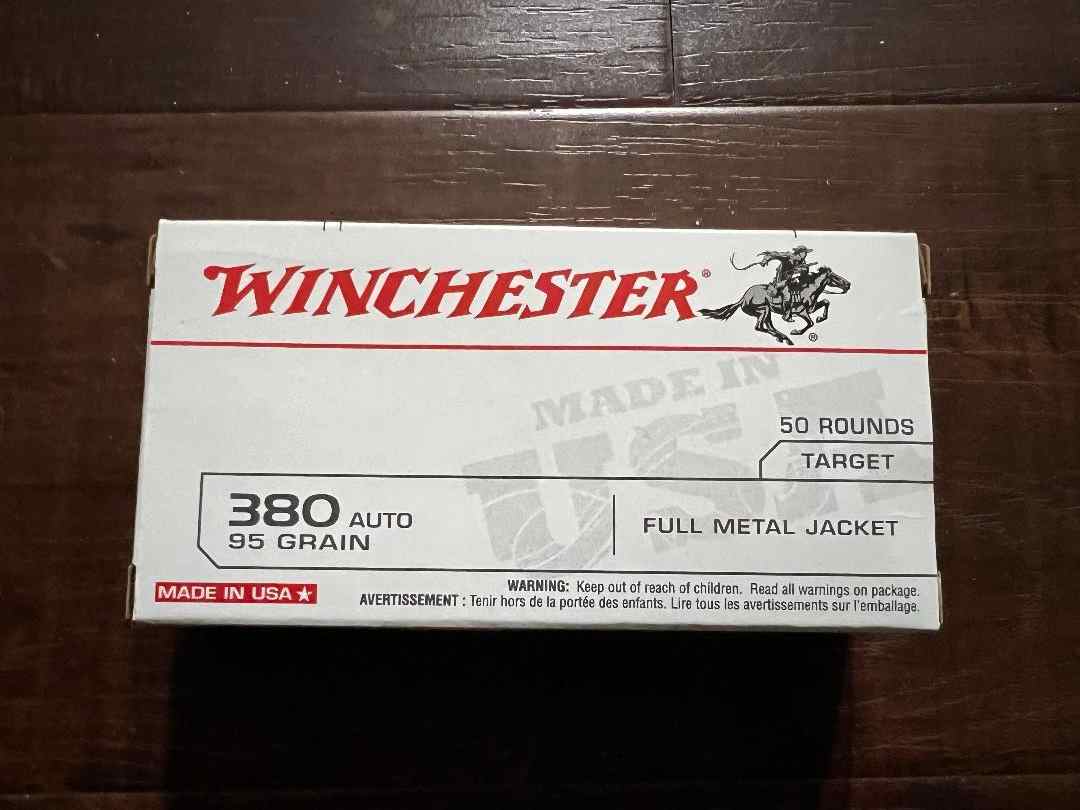 WINCHESTER®
®
MADE IN
USA
50 ROUNDS
TARGET
380 AUTO
95 GRAIN
FULL METAL JACKET
MADE IN USA★
WARNING: Keep out of reach of children. Read all warnings on package.
AVERTISSEMENT : Tenir hors de la portée des enfants. Lire tous les avertissements sur l'emballage.